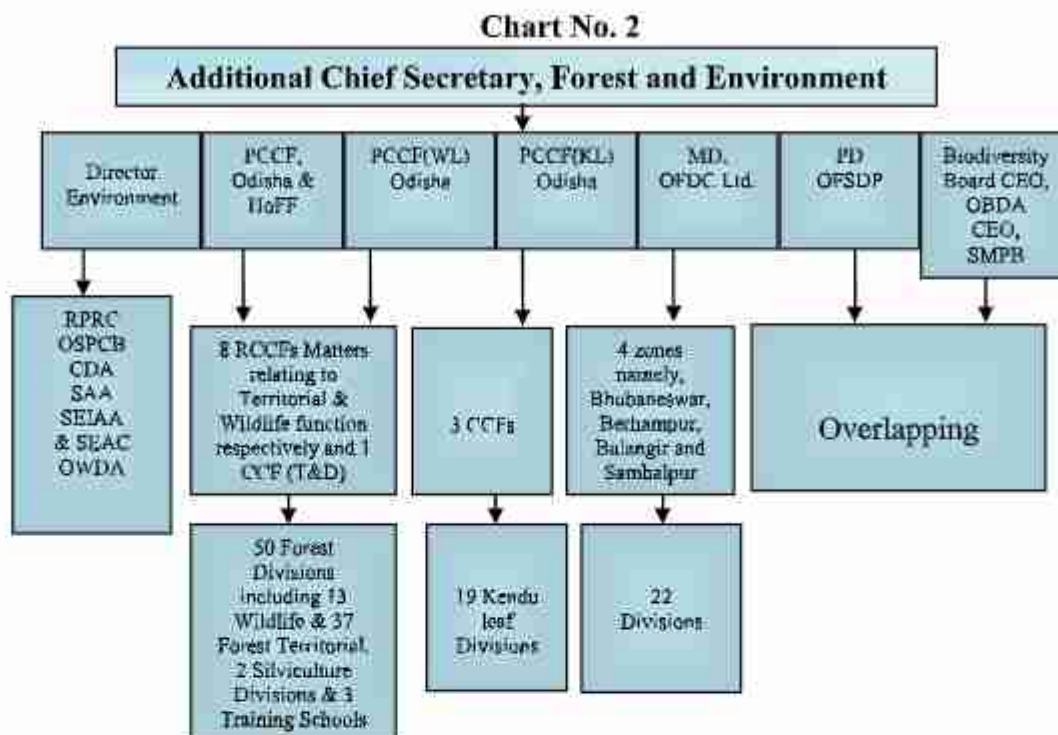 Chart No. 2
Additional Chief Secretary, Forest and Environment
Director
Environment
PCCF,
Odisha &
HoFF
PCCF(WL)
Odisha
PCCF(KL)
Odisha
MD,
OFDC Ltd.
PD
OFSDP
Biodiversity
Board CEO,
OBDA
CEO,
SMPB
RPRC
OSPCB
CDA
SAA
SEIAA
& SEAC
OWDA
8 RCCFs Matters
relating to
Territorial &
Wildlife function
respectively and 1
CCF (T&D)
3 CCFs
4 zones
namely,
Bhubaneswar,
Berhampur,
Balangir and
Sambalpur
Overlapping
50 Forest
Divisions
including 13
Wildlife & 37
Forest Territorial,
2 Silviculture
Divisions & 3
Training Schools
19 Kendu
leaf
Divisions
22
Divisions